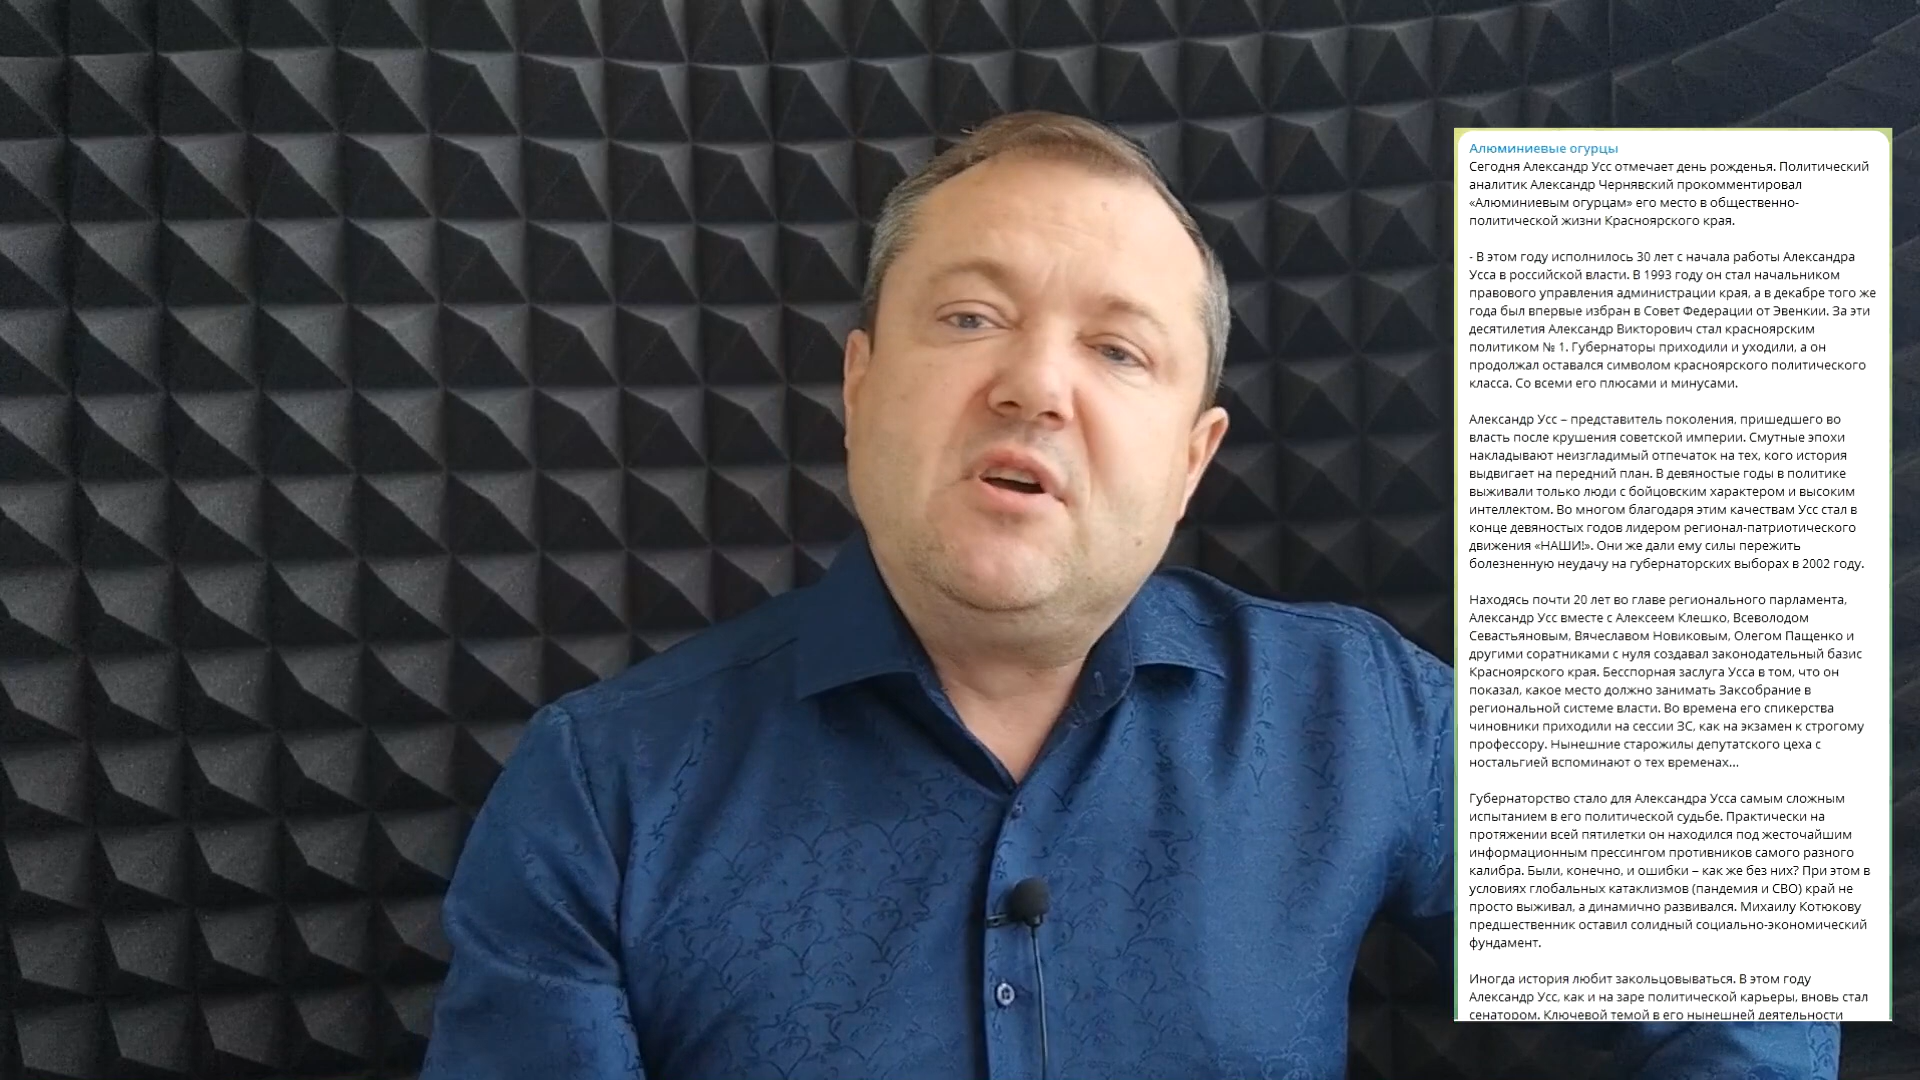 Алюминиевые огурцы
Сегодня Александр Усс отмечает день рожденья. Политический
аналитик Александр Чернявский прокомментировал
«Алюминиевым огурцам» его место в общественно-
политической жизни Красноярского края.
- В этом году исполнилось 30 лет с начала работы Александра
Усса в российской власти. В 1993 году он стал начальником
правового управления администрации края, а в декабре того же
года был впервые избран в Совет Федерации от Эвенкии. За эти
десятилетия Александр Викторович стал красноярским
политиком № 1. Губернаторы приходили и уходили, а он
продолжал оставался символом красноярского политического
класса. Со всеми его плюсами и минусами.
Александр Усс – представитель поколения, пришедшего во
власть после крушения советской империи. Смутные эпохи
накладывают неизгладимый отпечаток на тех, кого история
выдвигает на передний план. В девяностые годы в политике
выживали только люди с бойцовским характером и высоким
интеллектом. Во многом благодаря этим качествам Усс стал в
конце девяностых годов лидером регионал-патриотического
движения «НАШИ!». Они же дали ему силы пережить
болезненную неудачу на губернаторских выборах в 2002 году.
Находясь почти 20 лет во главе регионального парламента,
Александр Усс вместе с Алексеем Клешко, Всеволодом
Севастьяновым, Вячеславом Новиковым, Олегом Пащенко и
другими соратниками с нуля создавал законодательный базис
Красноярского края. Бесспорная заслуга Усса в том, что он
показал, какое место должно занимать Заксобрание в
региональной системе власти. Во времена его спикерства
чиновники приходили на сессии ЗС, как на экзамен к строгому
профессору. Нынешние старожилы депутатского цеха с
ностальгией вспоминают о тех временах...
Губернаторство стало для Александра Усса самым сложным
испытанием в его политической судьбе. Практически на
протяжении всей пятилетки он находился под жесточайшим
информационным прессингом противников самого разного
калибра. Были, конечно, и ошибки – как же без них? При этом в
условиях глобальных катаклизмов (пандемия и СВО) край не
просто выживал, а динамично развивался. Михаилу Котюкову
предшественник оставил солидный социально-экономический
фундамент.
Иногда история любит закольцовываться. В этом году
Александр Усс, как и на заре политической карьеры, вновь стал
сенатором. Ключевой темой в его нынешней деятельности